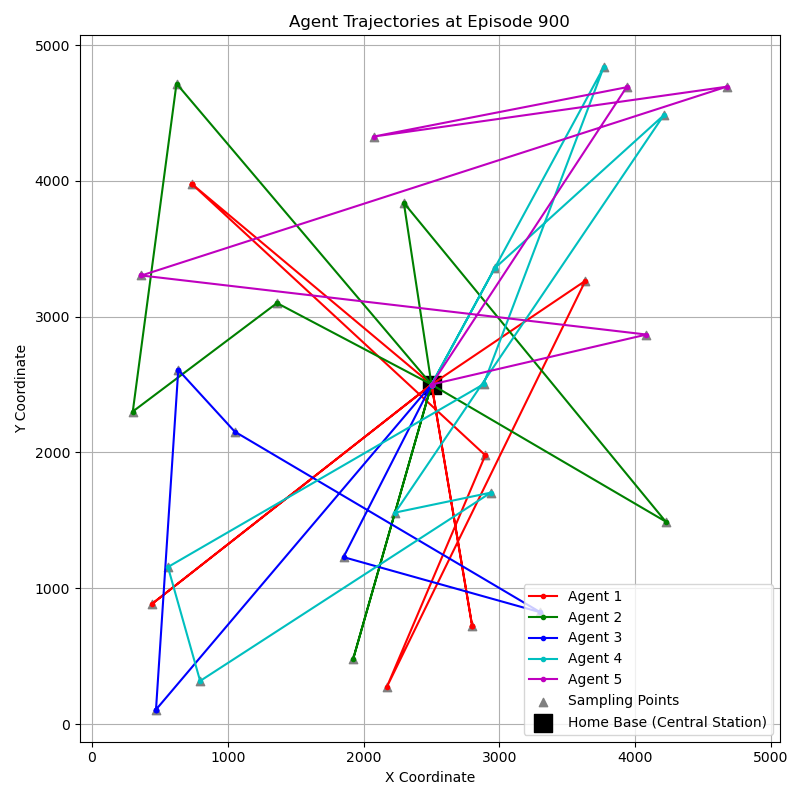 Agent Trajectories at Episode 900
Y Coordinate
5000
4000
3000
2000
1000
0
0 1000 2000 3000 4000 5000
X Coordinate
Agent 1
Agent 2
Agent 3
Agent 4
Agent 5
Sampling Points
Home Base (Central Station)